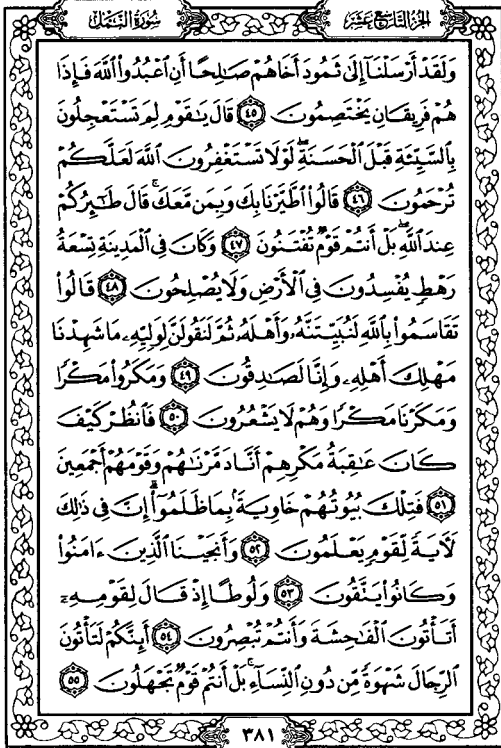 الجزء التاسع عشر
سورة النمل
وَلَقَدْ أَرْسَلْنَآ إِلَىٰ ثَمُودَ أَخَاهُمْ صَٰلِحًا أَنِ ٱعْبُدُوا۟ ٱللَّهَ فَإِذَا
هُمْ فَرِيقَانِ يَخْتَصِمُونَ ٤٥ قَالَ يَٰقَوْمِ لِمَ تَسْتَعْجِلُونَ
بِٱلسَّيِّئَةِ قَبْلَ ٱلْحَسَنَةِ ۖ لَوْلَا تَسْتَغْفِرُونَ ٱللَّهَ لَعَلَّكُمْ
تُرْحَمُونَ ٤٦ قَالُوا۟ ٱطَّيَّرْنَا بِكَ وَبِمَن مَّعَكَ ۚ قَالَ طَٰٓئِرُكُمْ
عِندَ ٱللَّهِ ۖ بَلْ أَنتُمْ قَوْمٌ تُفْتَنُونَ ٤٧ وَكَانَ فِى ٱلْمَدِينَةِ تِسْعَةُ
رَهْطٍ يُفْسِدُونَ فِى ٱلْأَرْضِ وَلَا يُصْلِحُونَ ٤٨ قَالُوا۟
تَقَاسَمُوا۟ بِٱللَّهِ لَنُبَيِّتَنَّهُۥ وَأَهْلَهُۥ ثُمَّ لَنَقُولَنَّ لِوَلِيِّهِۦ مَا شَهِدْنَا
مَهْلِكَ أَهْلِهِۦ وَإِنَّا لَصَٰدِقُونَ ٤٩ وَمَكَرُوا۟ مَكْرًا
وَمَكَرْنَا مَكْرًا وَهُمْ لَا يَشْعُرُونَ ٥٠ فَٱنظُرْ كَيْفَ
كَانَ عَٰقِبَةُ مَكْرِهِمْ أَنَّا دَمَّرْنَٰهُمْ وَقَوْمَهُمْ أَجْمَعِينَ
٥١ فَتِلْكَ بُيُوتُهُمْ خَاوِيَةًۢ بِمَا ظَلَمُوٓا۟ ۗ إِنَّ فِى ذَٰلِكَ
لَءَايَةً لِّقَوْمٍ يَعْلَمُونَ ٥٢ وَأَنجَيْنَا ٱلَّذِينَ ءَامَنُوا۟
وَكَانُوا۟ يَتَّقُونَ ٥٣ وَلُوطًا إِذْ قَالَ لِقَوْمِهِۦٓ
أَتَأْتُونَ ٱلْفَٰحِشَةَ وَأَنتُمْ تُبْصِرُونَ ٥٤ أَئِنَّكُمْ لَتَأْتُونَ
ٱلرِّجَالَ شَهْوَةً مِّن دُونِ ٱلنِّسَآءِ ۚ بَلْ أَنتُمْ قَوْمٌ تَجْهَلُونَ ٥٥
٣٨١